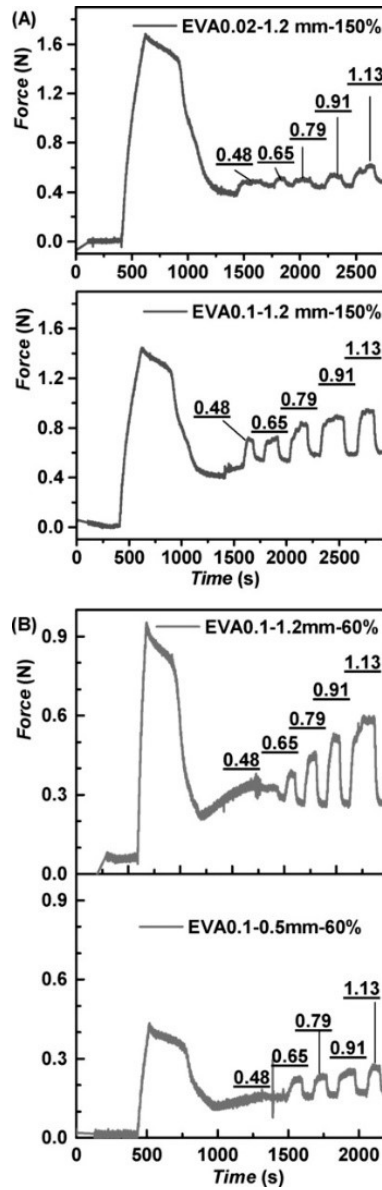 (A)
EVA0.02-1.2 mm-150%
1.6
1.2
0.8
0.4
0.0
Force (N)
0.48
0.65
0.79
0.91
1.13
0 500 1000 1500 2000 2500
EVA0.1-1.2 mm-150%
1.8
1.2
0.6
0.0
Force (N)
0.48
0.65
0.79
0.91
1.13
0 500 1000 1500 2000 2500
Time (s)
(B)
EVA0.1-1.2mm-60%
0.9
0.6
0.3
0.0
Force (N)
0.48
0.65
0.79
0.91
1.13
EVA0.1-0.5mm-60%
0.9
0.6
0.3
0.0
0.48
0.65
0.79
0.91
1.13
0 500 1000 1500 2000
Time (s)